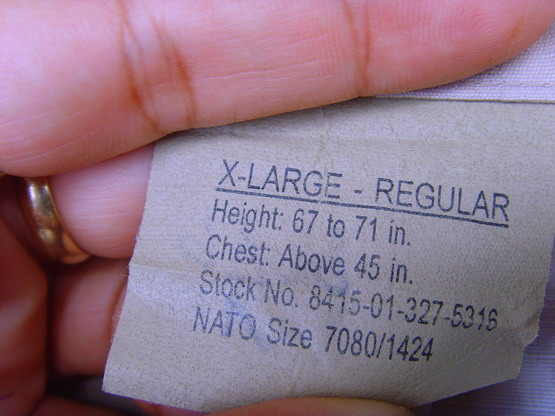 X-LARGE - REGULAR
Height: 67 to 71 in.
Chest: Above 45 in.
Stock No. 8415-01-327-5316
NATO Size 7080/1424